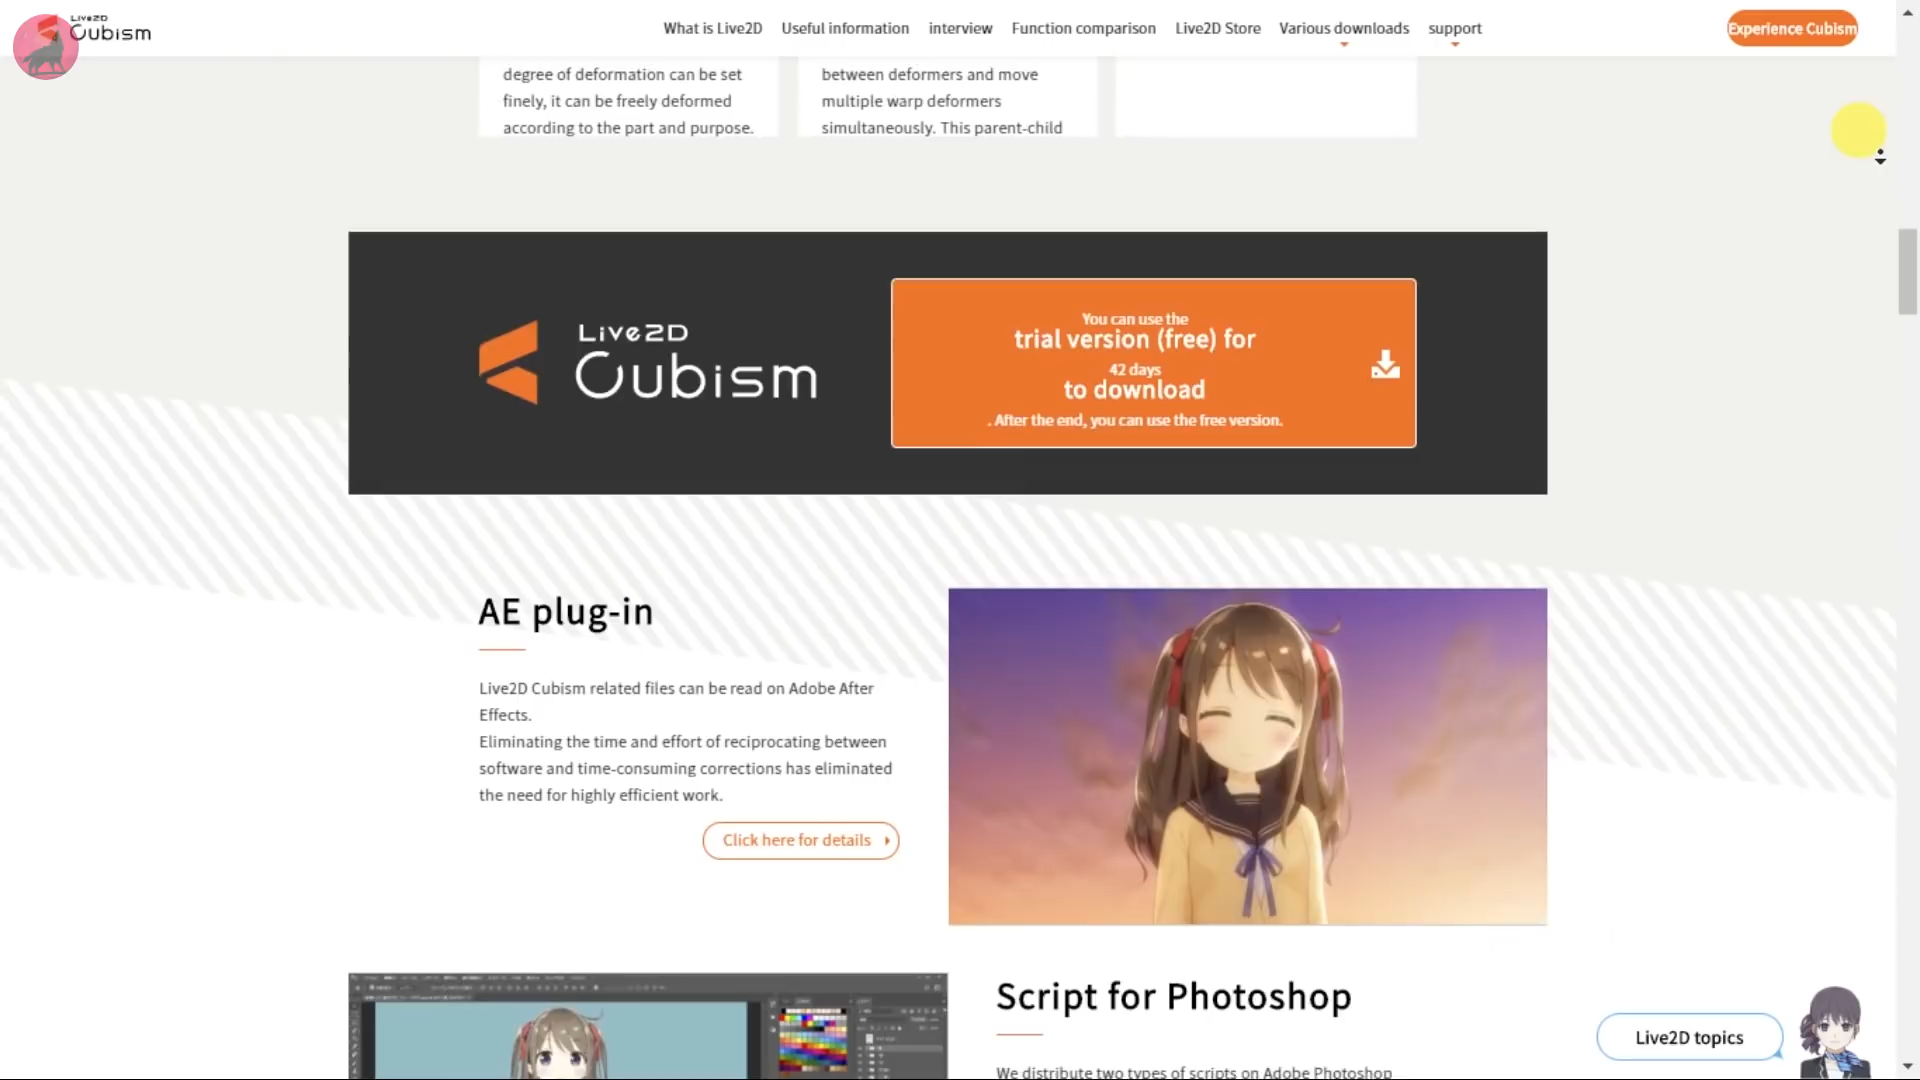 Live2D
Cubism
What is Live2D
Useful information
interview
Function comparison
Live2D Store
Various downloads
support
Experience Cubism
degree of deformation can be set
finely, it can be freely deformed
according to the part and purpose.
between deformers and move
multiple warp deformers
simultaneously. This parent-child
Live2D
Cubism
You can use the
trial version (free) for
42 days
to download
. After the end, you can use the free version.
AE plug-in
Live2D Cubism related files can be read on Adobe After
Effects.
Eliminating the time and effort of reciprocating between
software and time-consuming corrections has eliminated
the need for highly efficient work.
Click here for details
Script for Photoshop
We distribute two types of scripts on Adobe Photoshop
Live2D topics